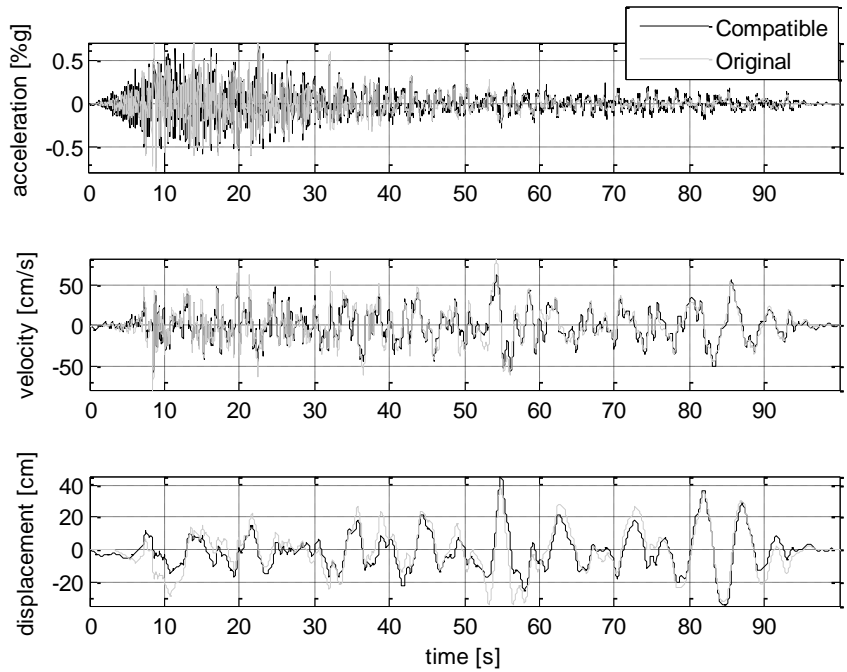 Compatible
Original
acceleration [%g]
0.5
0
-0.5
0 10 20 30 40 50 60 70 80 90
velocity [cm/s]
50
0
-50
0 10 20 30 40 50 60 70 80 90
displacement [cm]
40
20
0
-20
0 10 20 30 40 50 60 70 80 90
time [s]